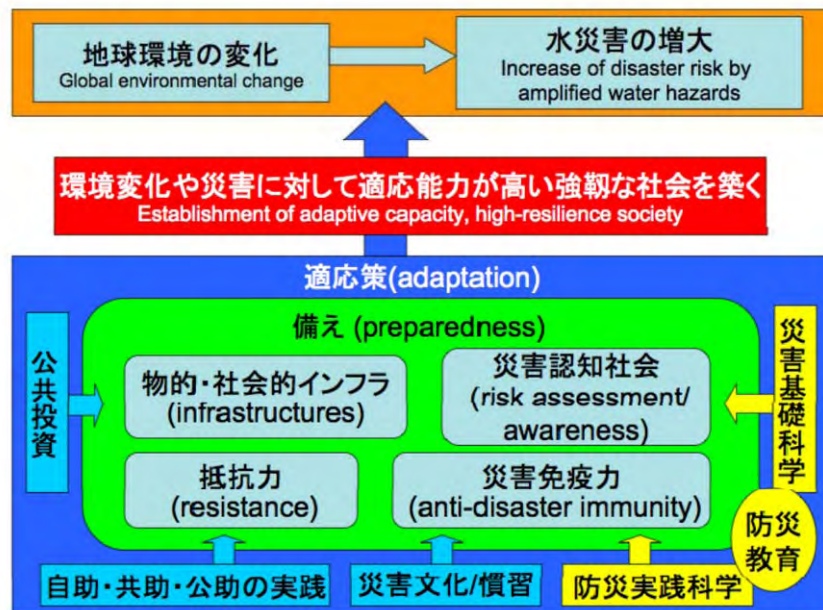 地球環境の変化
Global environmental change
水災害の増大
Increase of disaster risk by
amplified water hazards
環境変化や災害に対して適応能力が高い強靭な社会を築く
Establishment of adaptive capacity, high-resilience society
適応策(adaptation)
備え (preparedness)
公共投資
物的・社会的インフラ
(infrastructures)
災害認知社会
(risk assessment/
awareness)
災害基礎科学
抵抗力
(resistance)
災害免疫力
(anti-disaster immunity)
防災
教育
自助・共助・公助の実践
災害文化/慣習
防災実践科学